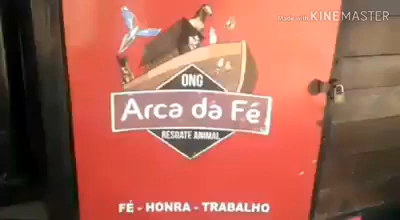 Made with KINEMASTER
ONG
Arca da Fé
RESGATE ANIMAL
FÉ - HONRA - TRABALHO